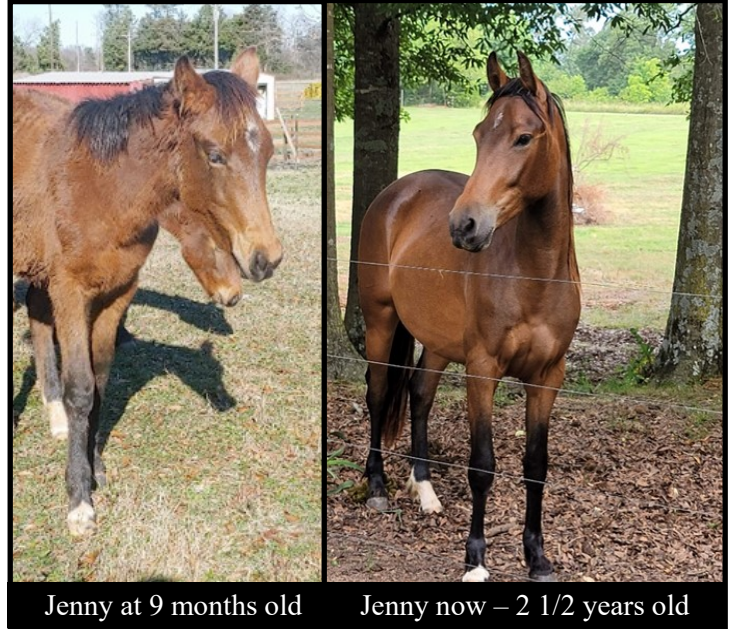 Jenny at 9 months old
Jenny now – 2 1/2 years old